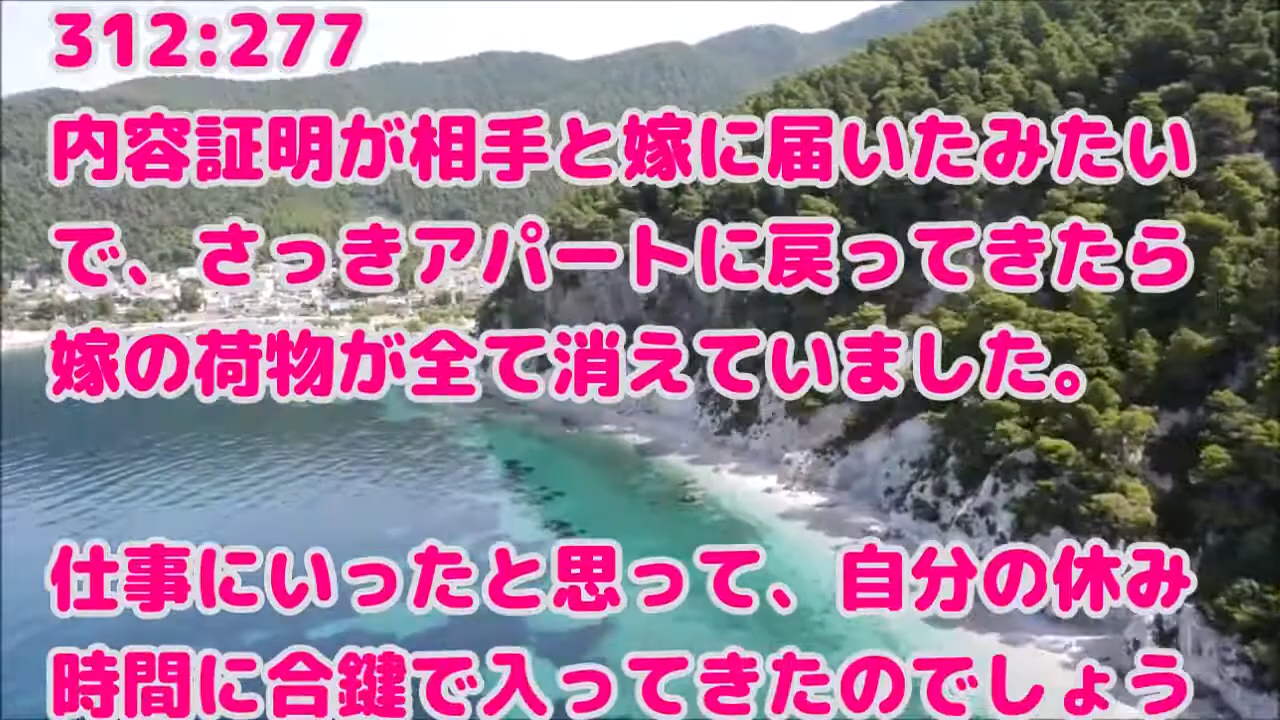 312:277
内容証明が相手と嫁に届いたみたい
で、さっきアパートに戻ってきたら
嫁の荷物が全て消えていました。
仕事にいったと思って、自分の休み
時間に合鍵で入ってきたのでしょう